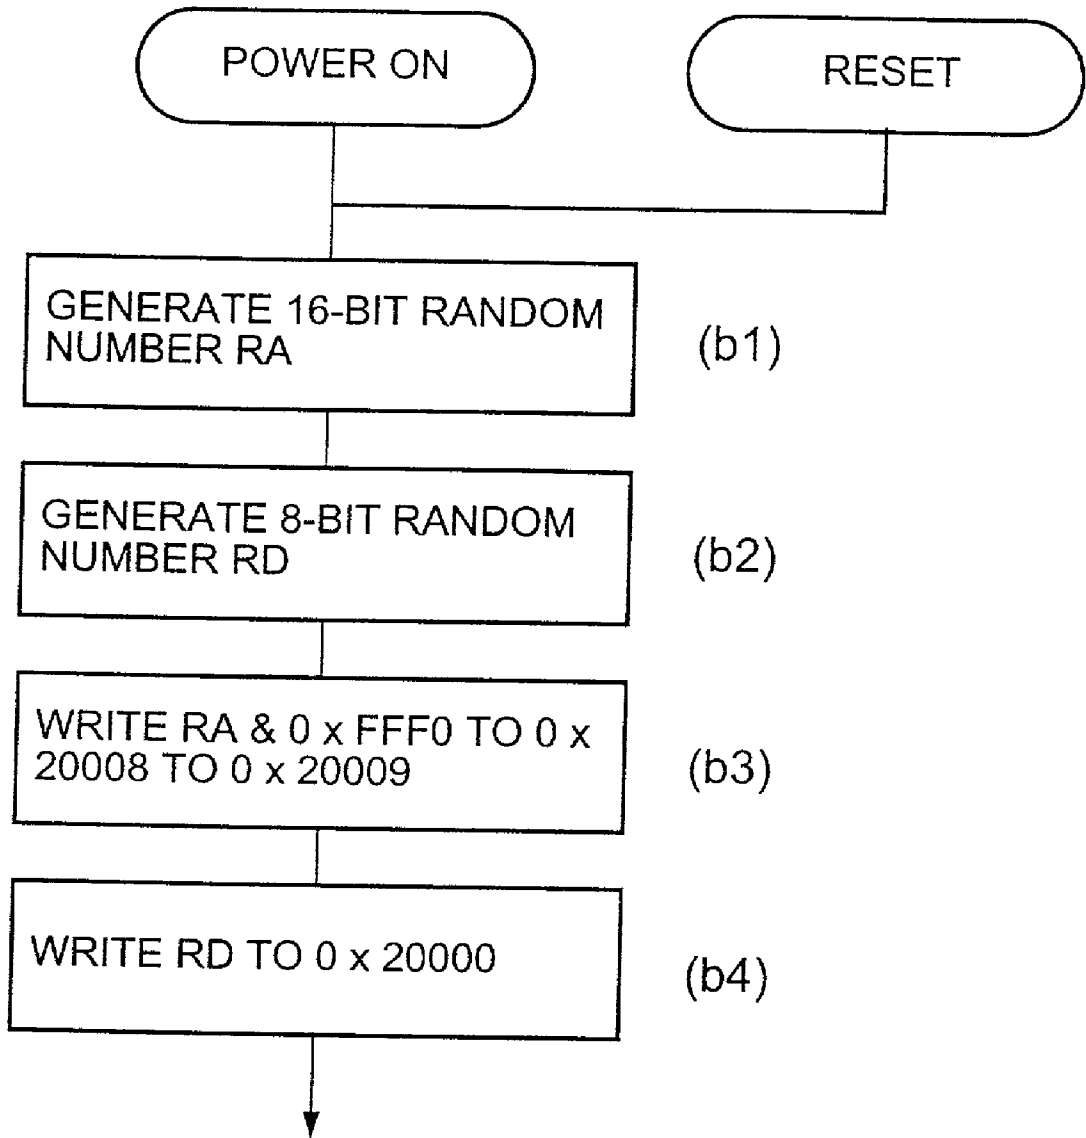 POWER ON
RESET
GENERATE 16-BIT RANDOM
NUMBER RA
(b1)
GENERATE 8-BIT RANDOM
NUMBER RD
(b2)
WRITE RA & 0 x FFF0 TO 0 x
20008 TO 0 x 20009
(b3)
WRITE RD TO 0 x 20000
(b4)